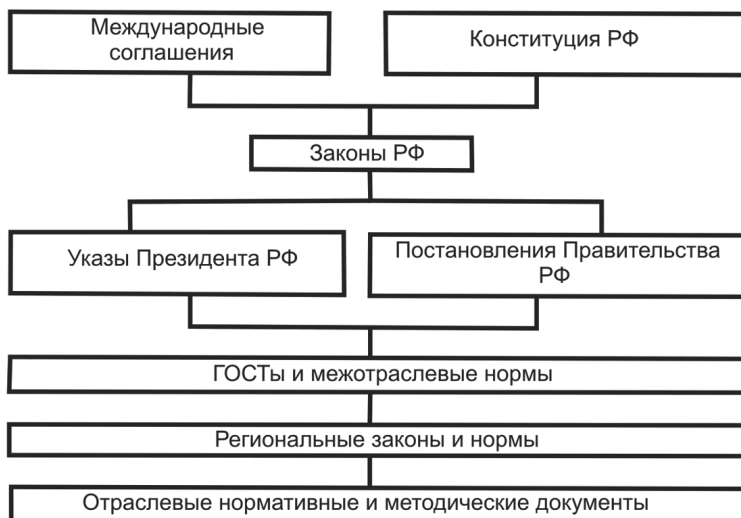 Международные
соглашения
Конституция РФ
Законы РФ
Указы Президента РФ
Постановления Правительства
РФ
ГОСТы и межотраслевые нормы
Региональные законы и нормы
Отраслевые нормативные и методические документы